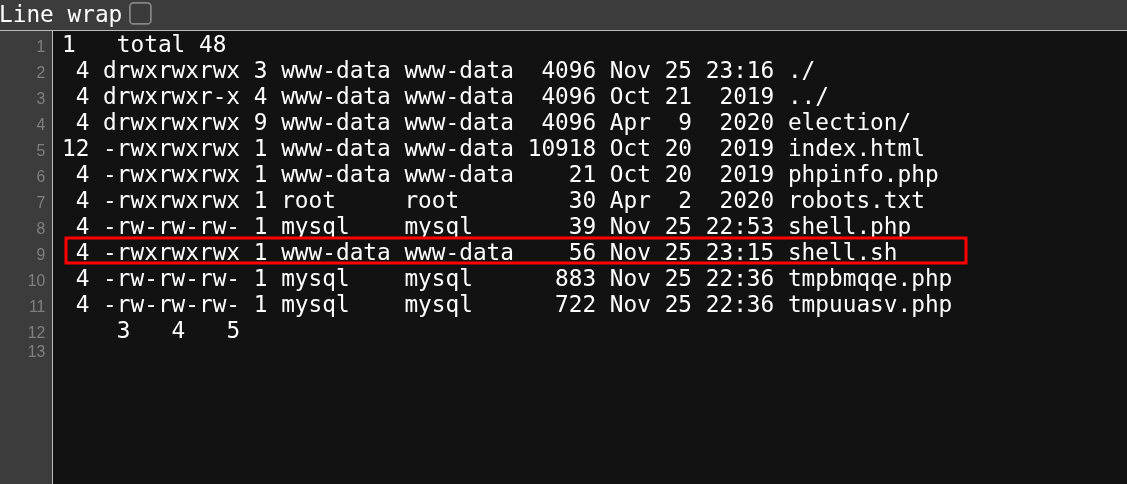 Line wrap
1 1   total 48
2  4 drwxrwxrwx 3 www-data www-data  4096 Nov 25 23:16 ./
3  4 drwxrwxr-x 4 www-data www-data  4096 Oct 21  2019 ../
4  4 drwxrwxrwx 9 www-data www-data  4096 Apr  9  2020 election/
5 12 -rwxrwxrwx 1 www-data www-data 10918 Oct 20  2019 index.html
6  4 -rwxrwxrwx 1 www-data www-data    21 Oct 20  2019 phpinfo.php
7  4 -rwxrwxrwx 1 root     root       30 Apr  2  2020 robots.txt
8  4 -rw-rw-rw- 1 mysql    mysql      39 Nov 25 22:53 shell.php
9  4 -rwxrwxrwx 1 www-data www-data    56 Nov 25 23:15 shell.sh
10  4 -rw-rw-rw- 1 mysql    mysql     883 Nov 25 22:36 tmpbmqqe.php
11  4 -rw-rw-rw- 1 mysql    mysql     722 Nov 25 22:36 tmpuuasv.php
12     3   4   5
13